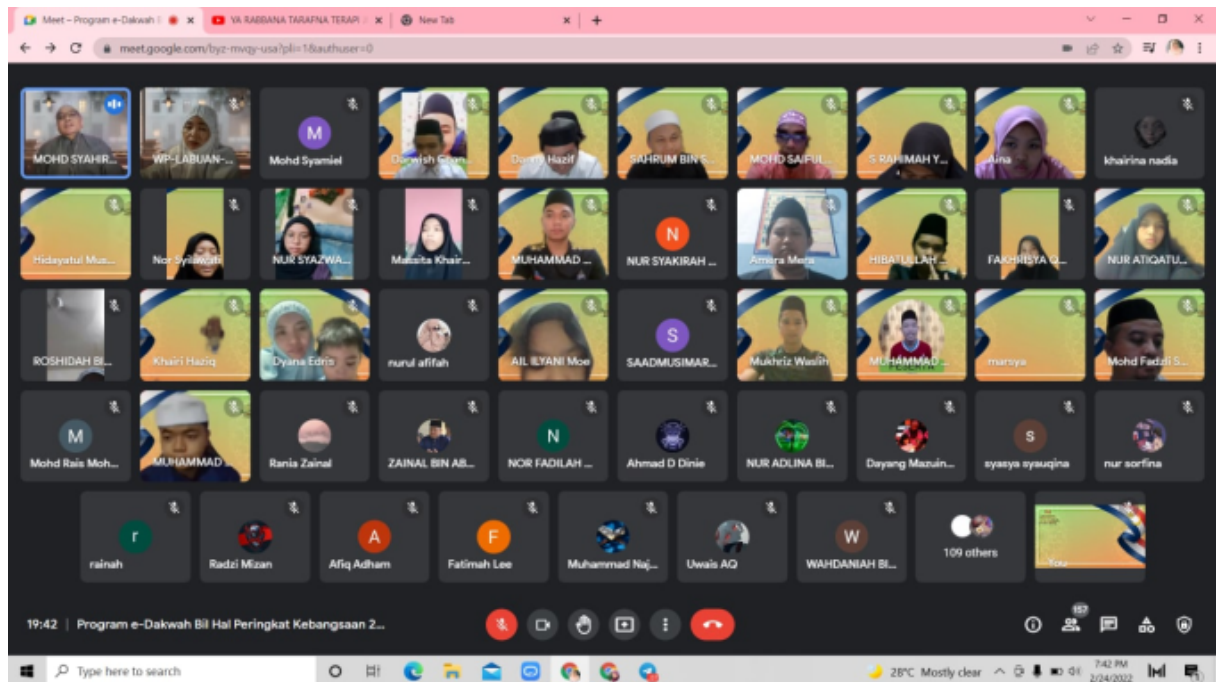 Meet – Program e-Dakwah
YA RABBANA TARAFNA TERAPI
New Tab
meet.google.com/byz-mvqy-usa?pli=1&authuser=0
MOHD SYAHIR...
WP-LABUAN-...
M
Mohd Syamiel
Hazif
SAHRUM BIN S...
MOHD SAIFUL...
S RAHIMAH Y...
Aina
khairina nadia
Hidayatul Mus...
Nor Syilawati
NUR SYAZWA...
Massita Khair...
MUHAMMAD ...
N
NUR SYAKIRAH ...
Amiera Mera
HIBATULLAH
FAKHRISYA Q...
NUR ATIQATU...
ROSHIDAH BI...
Khairi Haziq
Dyana Edris
nurul afifah
AIL ILYANI Moe
S
SAADMUSIMAR...
Mukhriz Waslih
MUHAMMAD ...
PESERTA
marsya
Mohd Fadzli S...
M
Mohd Rais Moh...
MUHAMMAD
Rania Zainal
ZAINAL BIN AB...
N
NOR FADILAH ...
Ahmad D Dinie
NUR ADLINA BI...
Dayang Mazuin...
s
syasya syauqina
nur sorfina
r
rainah
Radzi Mizan
A
Afiq Adham
F
Fatimah Lee
Muhammad Naj...
Uwais AQ
W
WAHDANIAH BI...
109 others
You
19:42 | Program e-Dakwah Bil Hal Peringkat Kebangsaan 2...
157
Type here to search
28°C Mostly clear
7:42 PM
2/24/2022